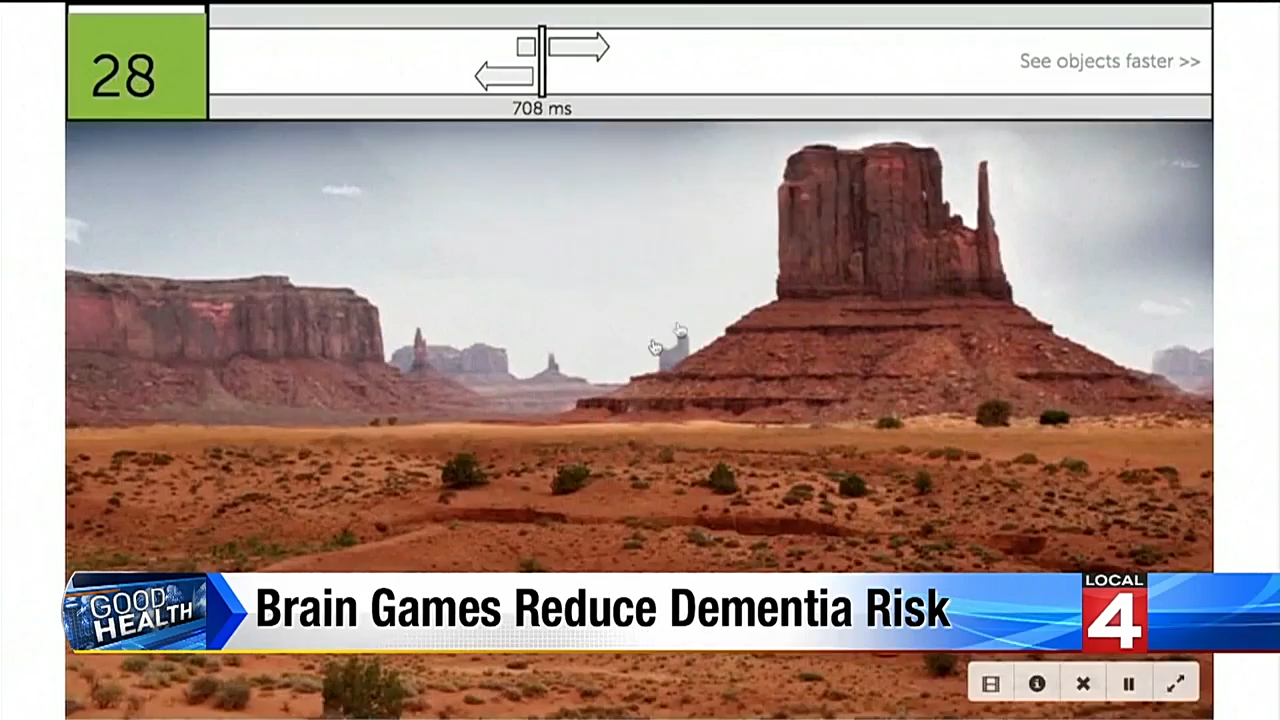 28
See objects faster >>
708 ms
GOOD
HEALTH
Brain Games Reduce Dementia Risk
LOCAL
4